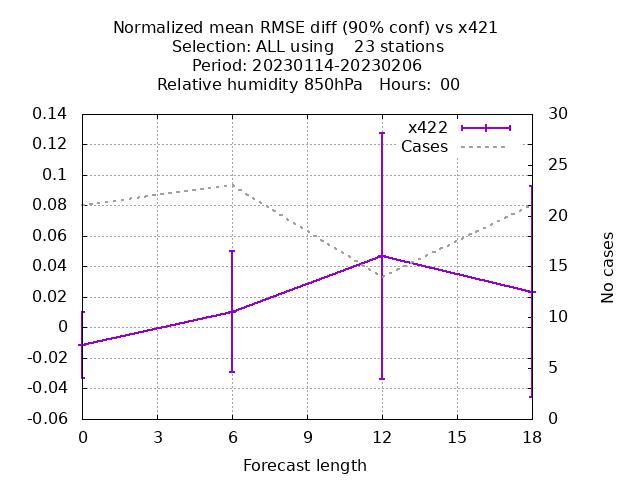 Normalized mean RMSE diff (90% conf) vs x421
Selection: ALL using    23 stations
Period: 20230114-20230206
Relative humidity 850hPa   Hours:  00
0.14
0.12
0.1
0.08
0.06
0.04
0.02
0
-0.02
-0.04
-0.06
30
25
20
15
10
5
0
x422
Cases
No cases
0 3 6 9 12 15 18
Forecast length